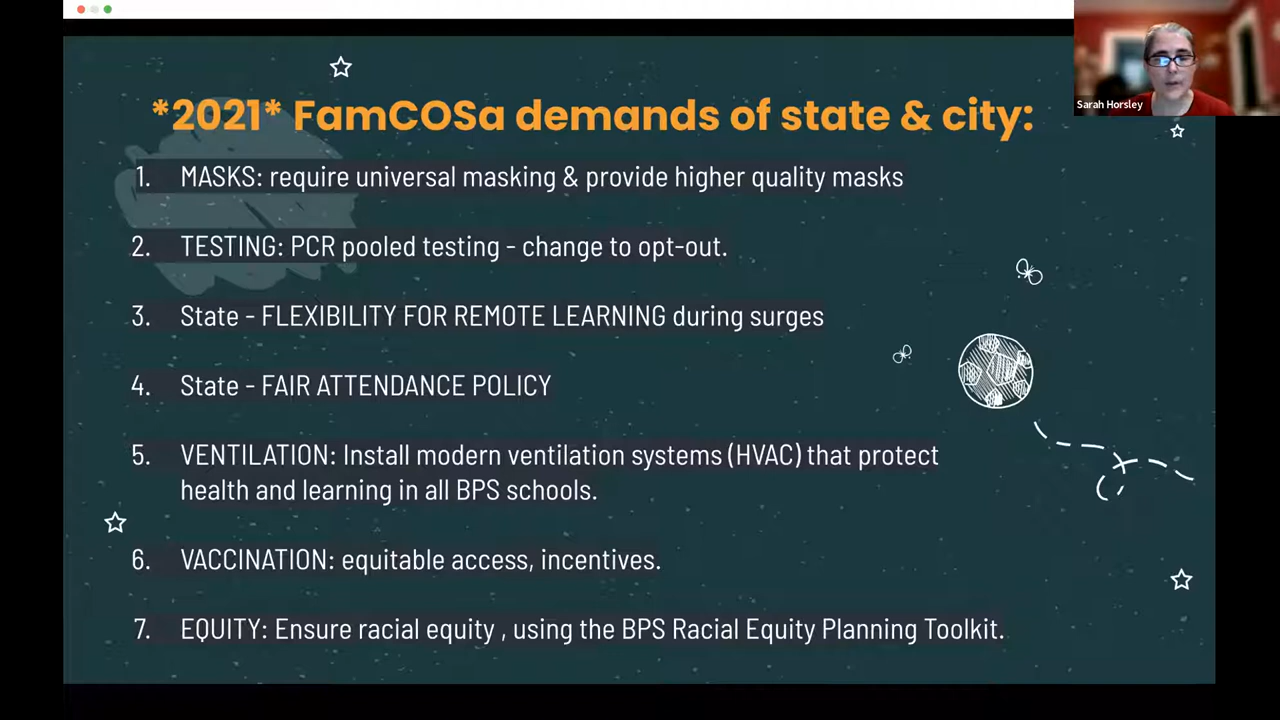 *2021* FamCOSa demands of state & city:
Sarah Horsley
1. MASKS: require universal masking & provide higher quality masks
2. TESTING: PCR pooled testing - change to opt-out.
3. State - FLEXIBILITY FOR REMOTE LEARNING during surges
4. State - FAIR ATTENDANCE POLICY
5. VENTILATION: Install modern ventilation systems (HVAC) that protect
health and learning in all BPS schools.
6. VACCINATION: equitable access, incentives.
7. EQUITY: Ensure racial equity , using the BPS Racial Equity Planning Toolkit.